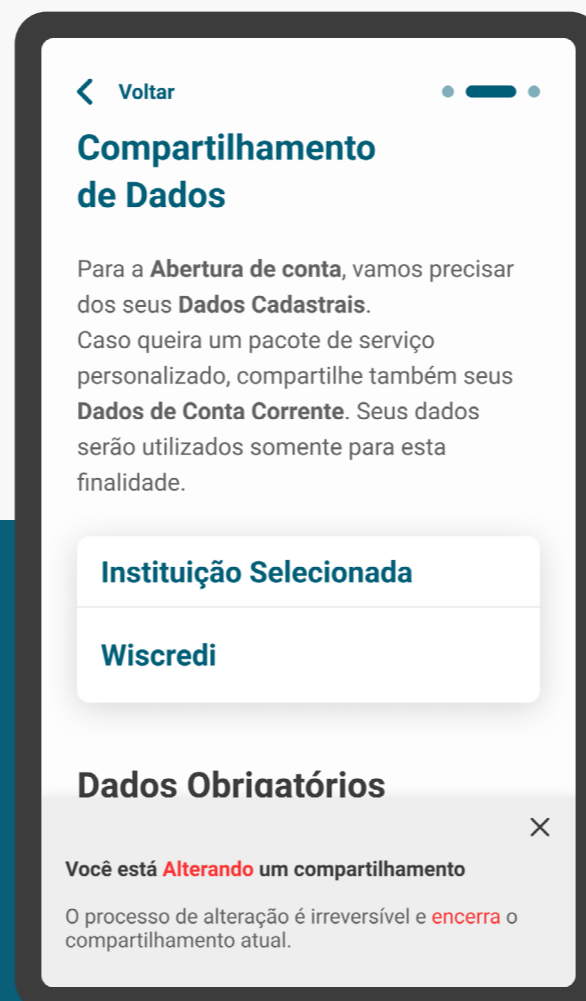 Voltar
Compartilhamento
de Dados
Para a Abertura de conta, vamos precisar
dos seus Dados Cadastrais.
Caso queira um pacote de serviço
personalizado, compartilhe também seus
Dados de Conta Corrente. Seus dados
serão utilizados somente para esta
finalidade.
Instituição Selecionada
Wiscredi
Dados Obrigatórios
Você está Alterando um compartilhamento
O processo de alteração é irreversível e encerra o
compartilhamento atual.